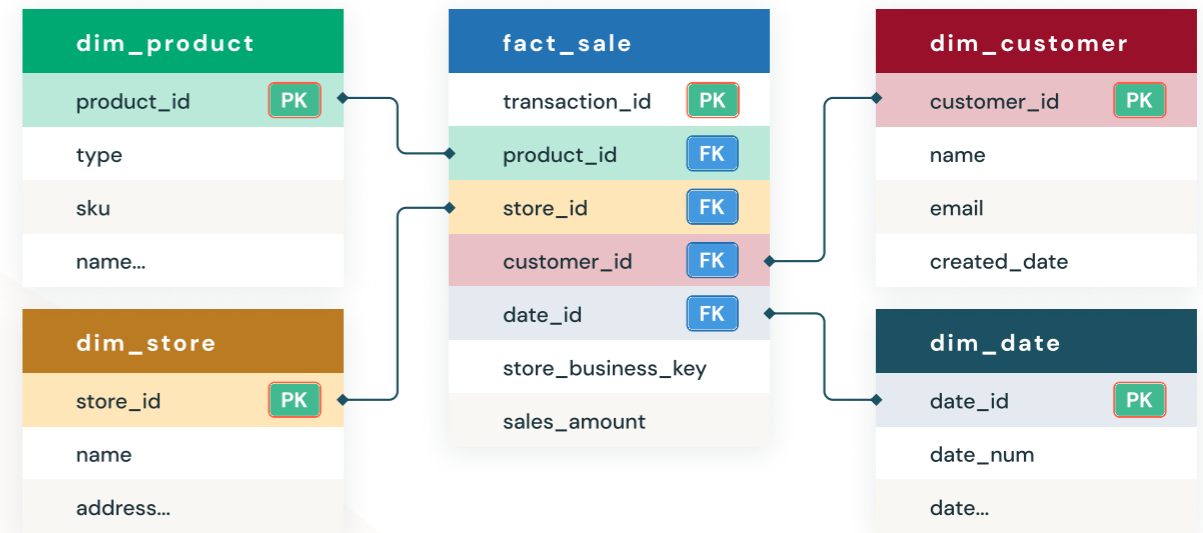 dim_product
product_id PK
type
sku
name...
dim_store
store_id PK
name
address...
fact_sale
transaction_id PK
product_id FK
store_id FK
customer_id FK
date_id FK
store_business_key
sales_amount
dim_customer
customer_id PK
name
email
created_date
dim_date
date_id PK
date_num
date...